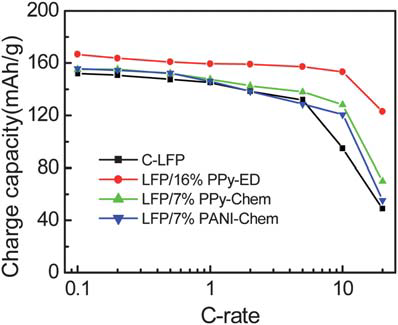 200
160
120
80
40
0
Charge capacity(mAh/g)
C-LFP
LFP/16% PPy-ED
LFP/7% PPy-Chem
LFP/7% PANI-Chem
0.1
1
10
C-rate